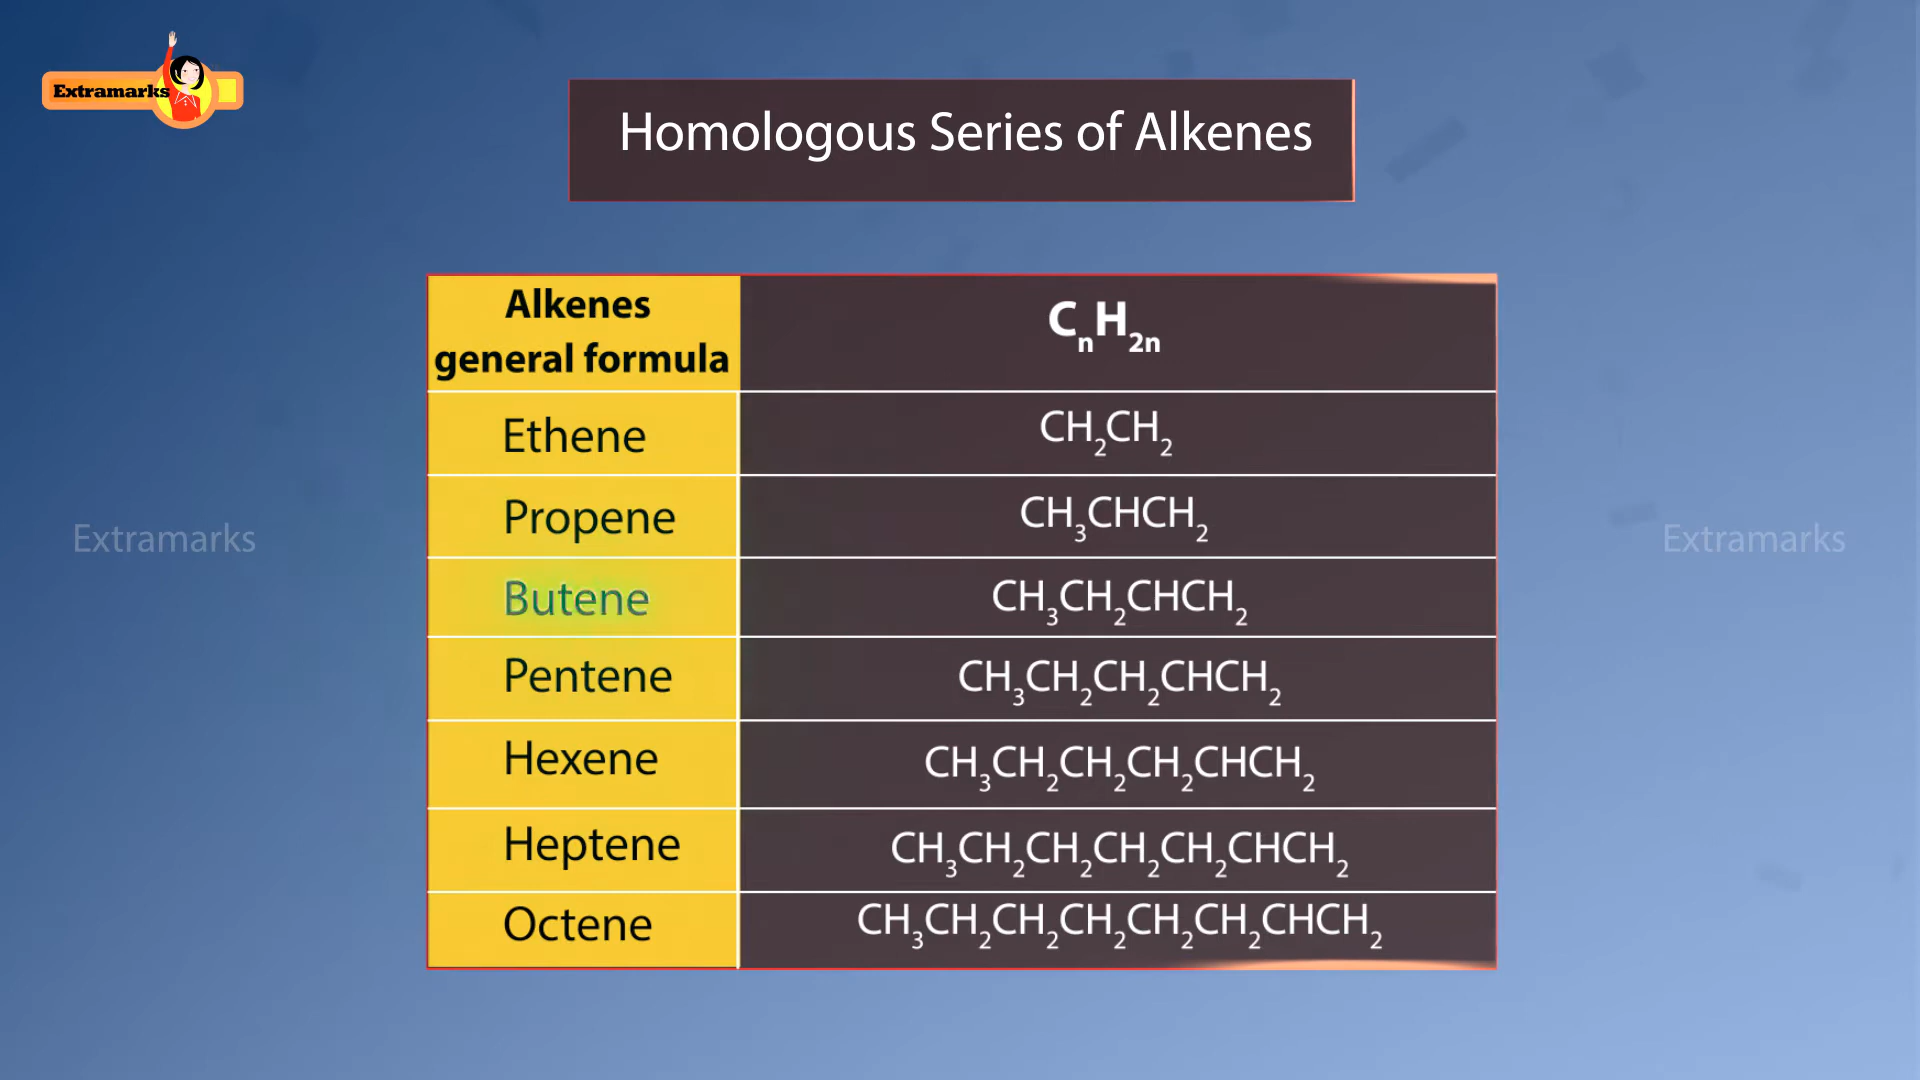 Extramarks
Homologous Series of Alkenes
Alkenes general formula
CₙH₂ₙ
Ethene
CH₂CH₂
Propene
CH₃CHCH₂
Butene
CH₃CH₂CHCH₂
Pentene
CH₃CH₂CH₂CHCH₂
Hexene
CH₃CH₂CH₂CH₂CHCH₂
Heptene
CH₃CH₂CH₂CH₂CH₂CHCH₂
Octene
CH₃CH₂CH₂CH₂CH₂CH₂CHCH₂
Extramarks
Extramarks